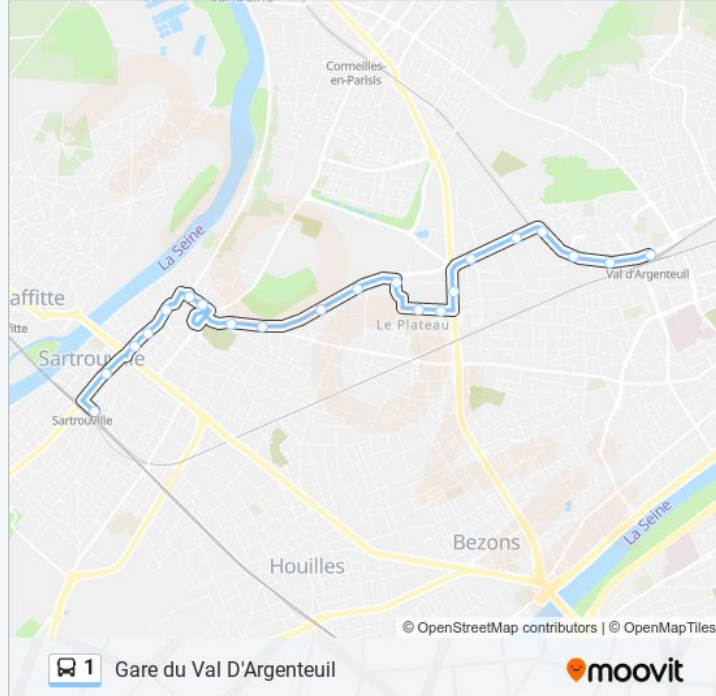 Cormeilles-
en-Parisis
La Seine
Val d'Argenteuil
affitte
fitte
Le Plateau
Sartrouville
Sartrouville
La Seine
Bezons
Houilles
© OpenStreetMap contributors | © OpenMapTiles
1 Gare du Val D'Argenteuil
moovit